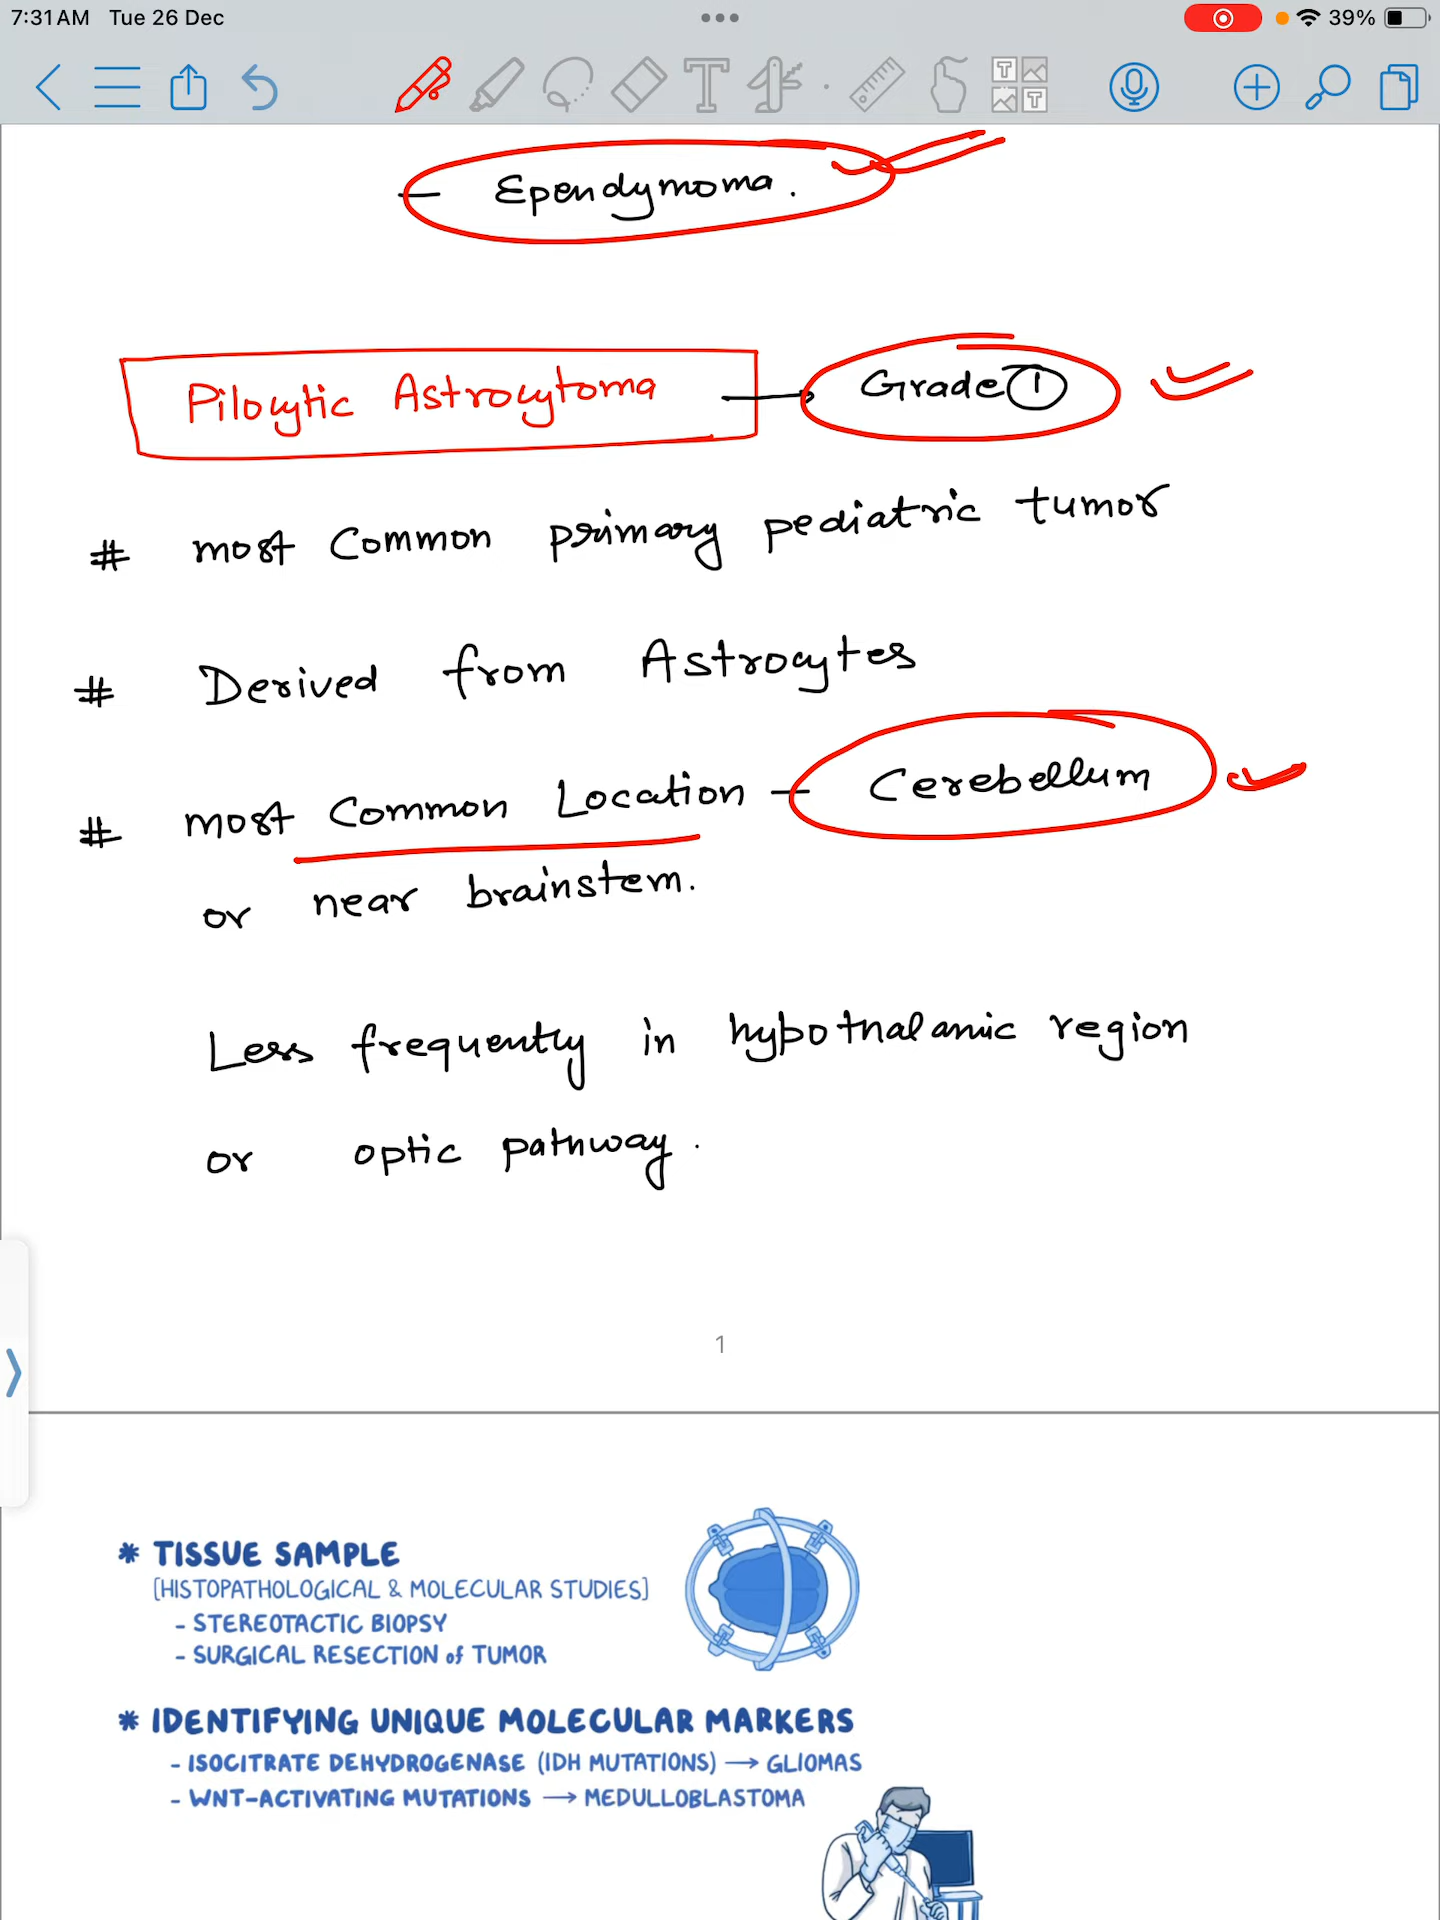 7:31AM Tue 26 Dec
39%
— Ependymoma.
Pilocytic Astrocytoma — Grade 1
# most Common primary pediatric tumor
# Derived from Astrocytes
# most Common Location — Cerebellum
or near brainstem.
Less frequently in hypothalamic region
or optic pathway.
1
* TISSUE SAMPLE
[HISTOPATHOLOGICAL & MOLECULAR STUDIES]
- STEREOTACTIC BIOPSY
- SURGICAL RESECTION of TUMOR
* IDENTIFYING UNIQUE MOLECULAR MARKERS
- ISOCITRATE DEHYDROGENASE (IDH MUTATIONS) → GLIOMAS
- WNT-ACTIVATING MUTATIONS → MEDULLOBLASTOMA